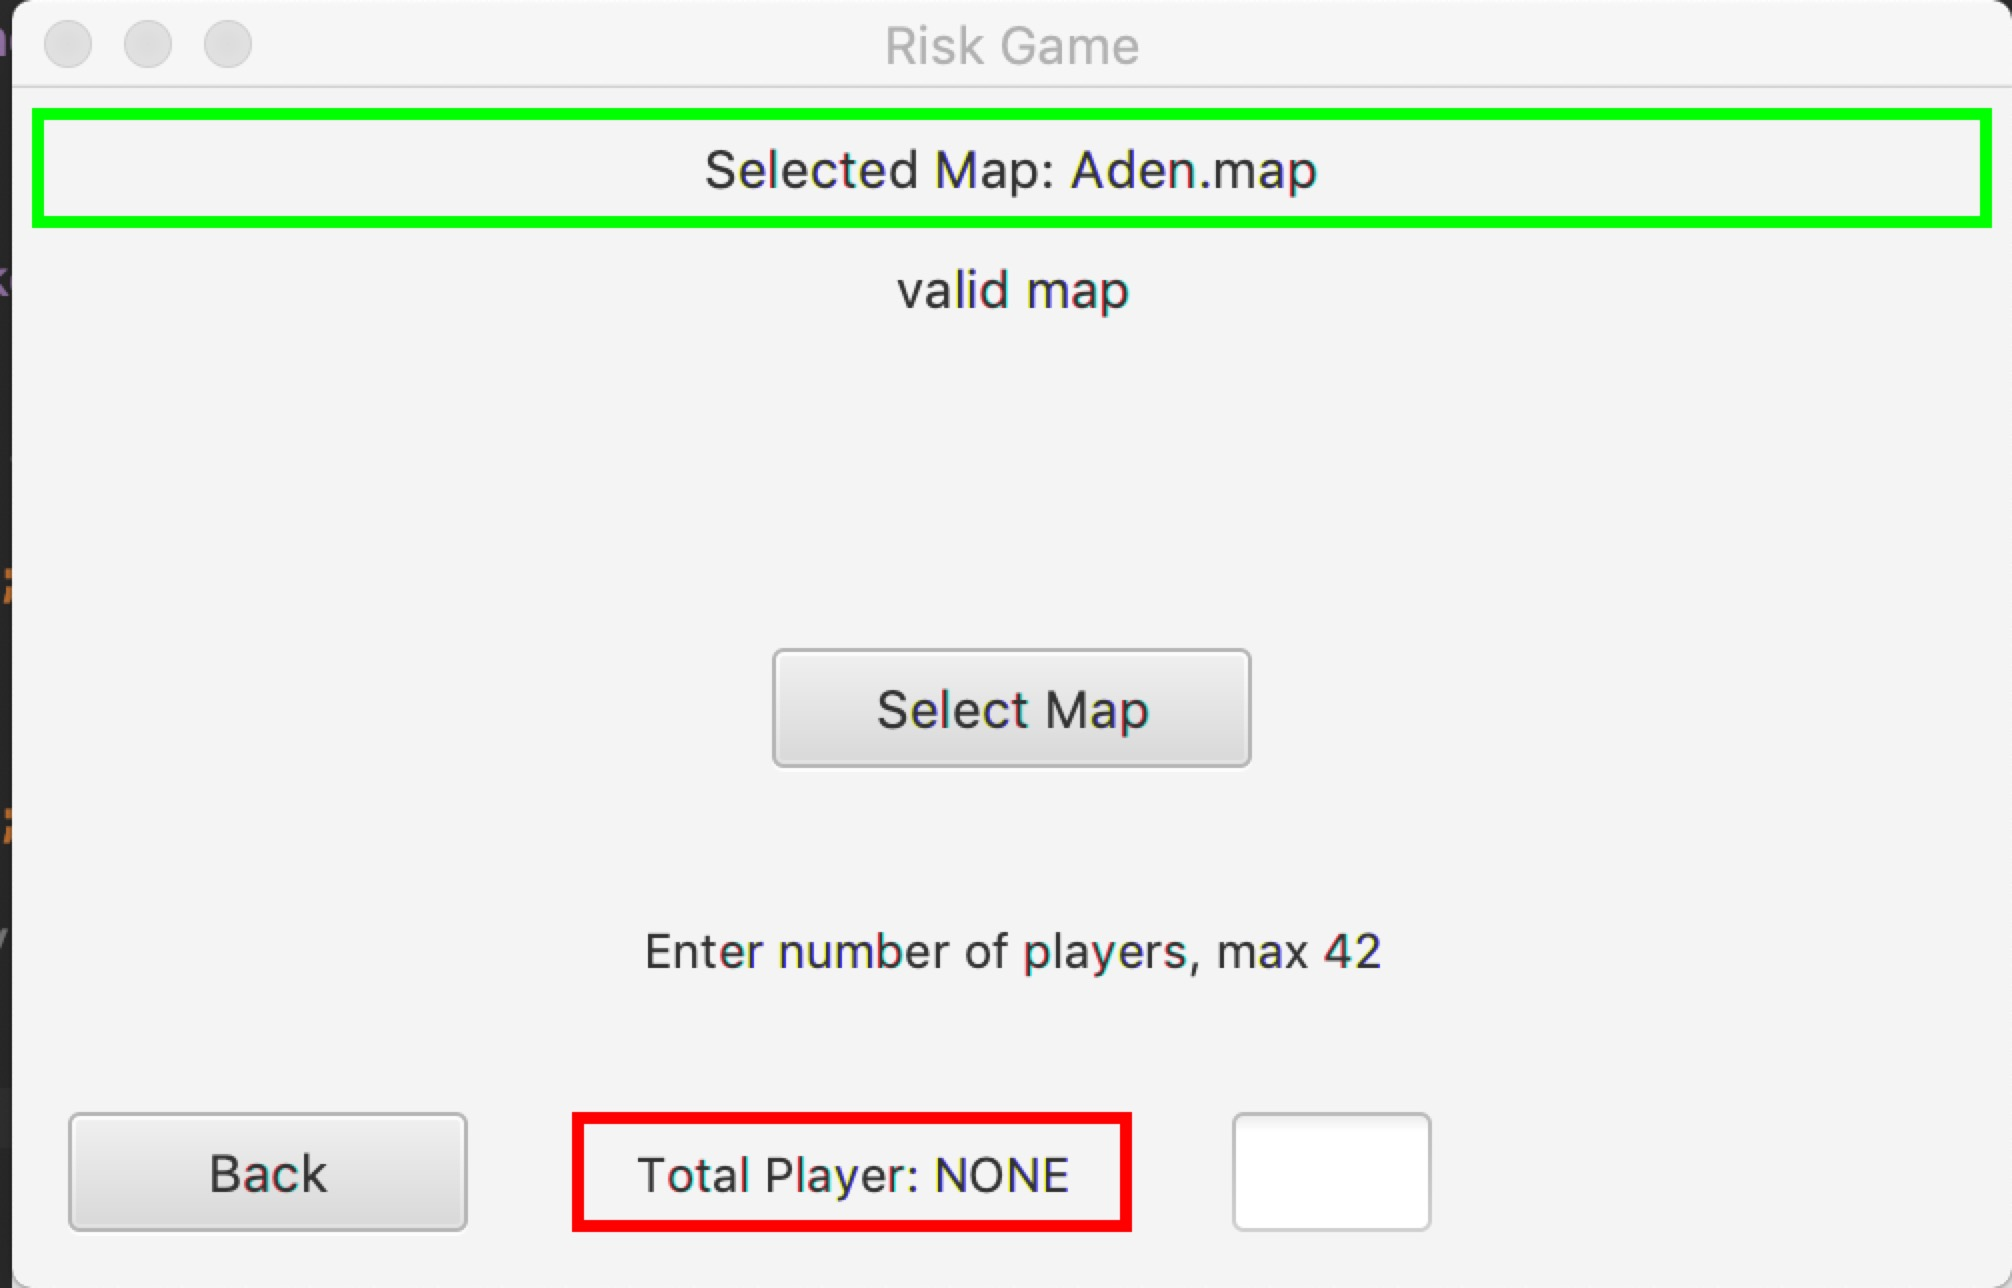 Risk Game
Selected Map: Aden.map
valid map
Select Map
Enter number of players, max 42
Back
Total Player: NONE